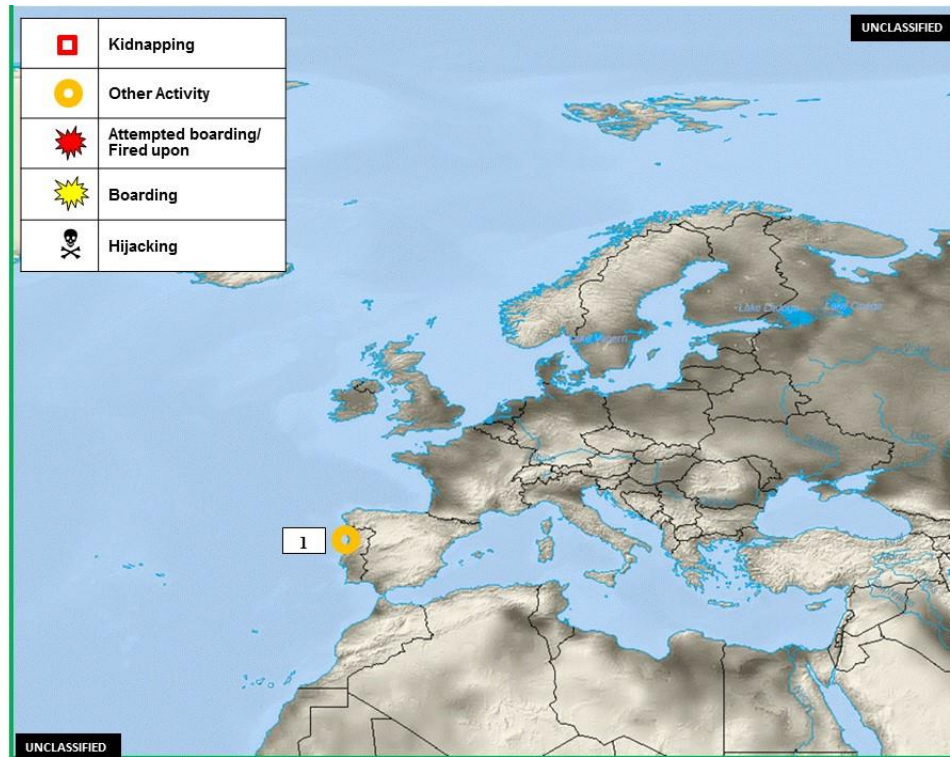 UNCLASSIFIED
Kidnapping
Other Activity
Attempted boarding/
Fired upon
Boarding
Hijacking
1
UNCLASSIFIED